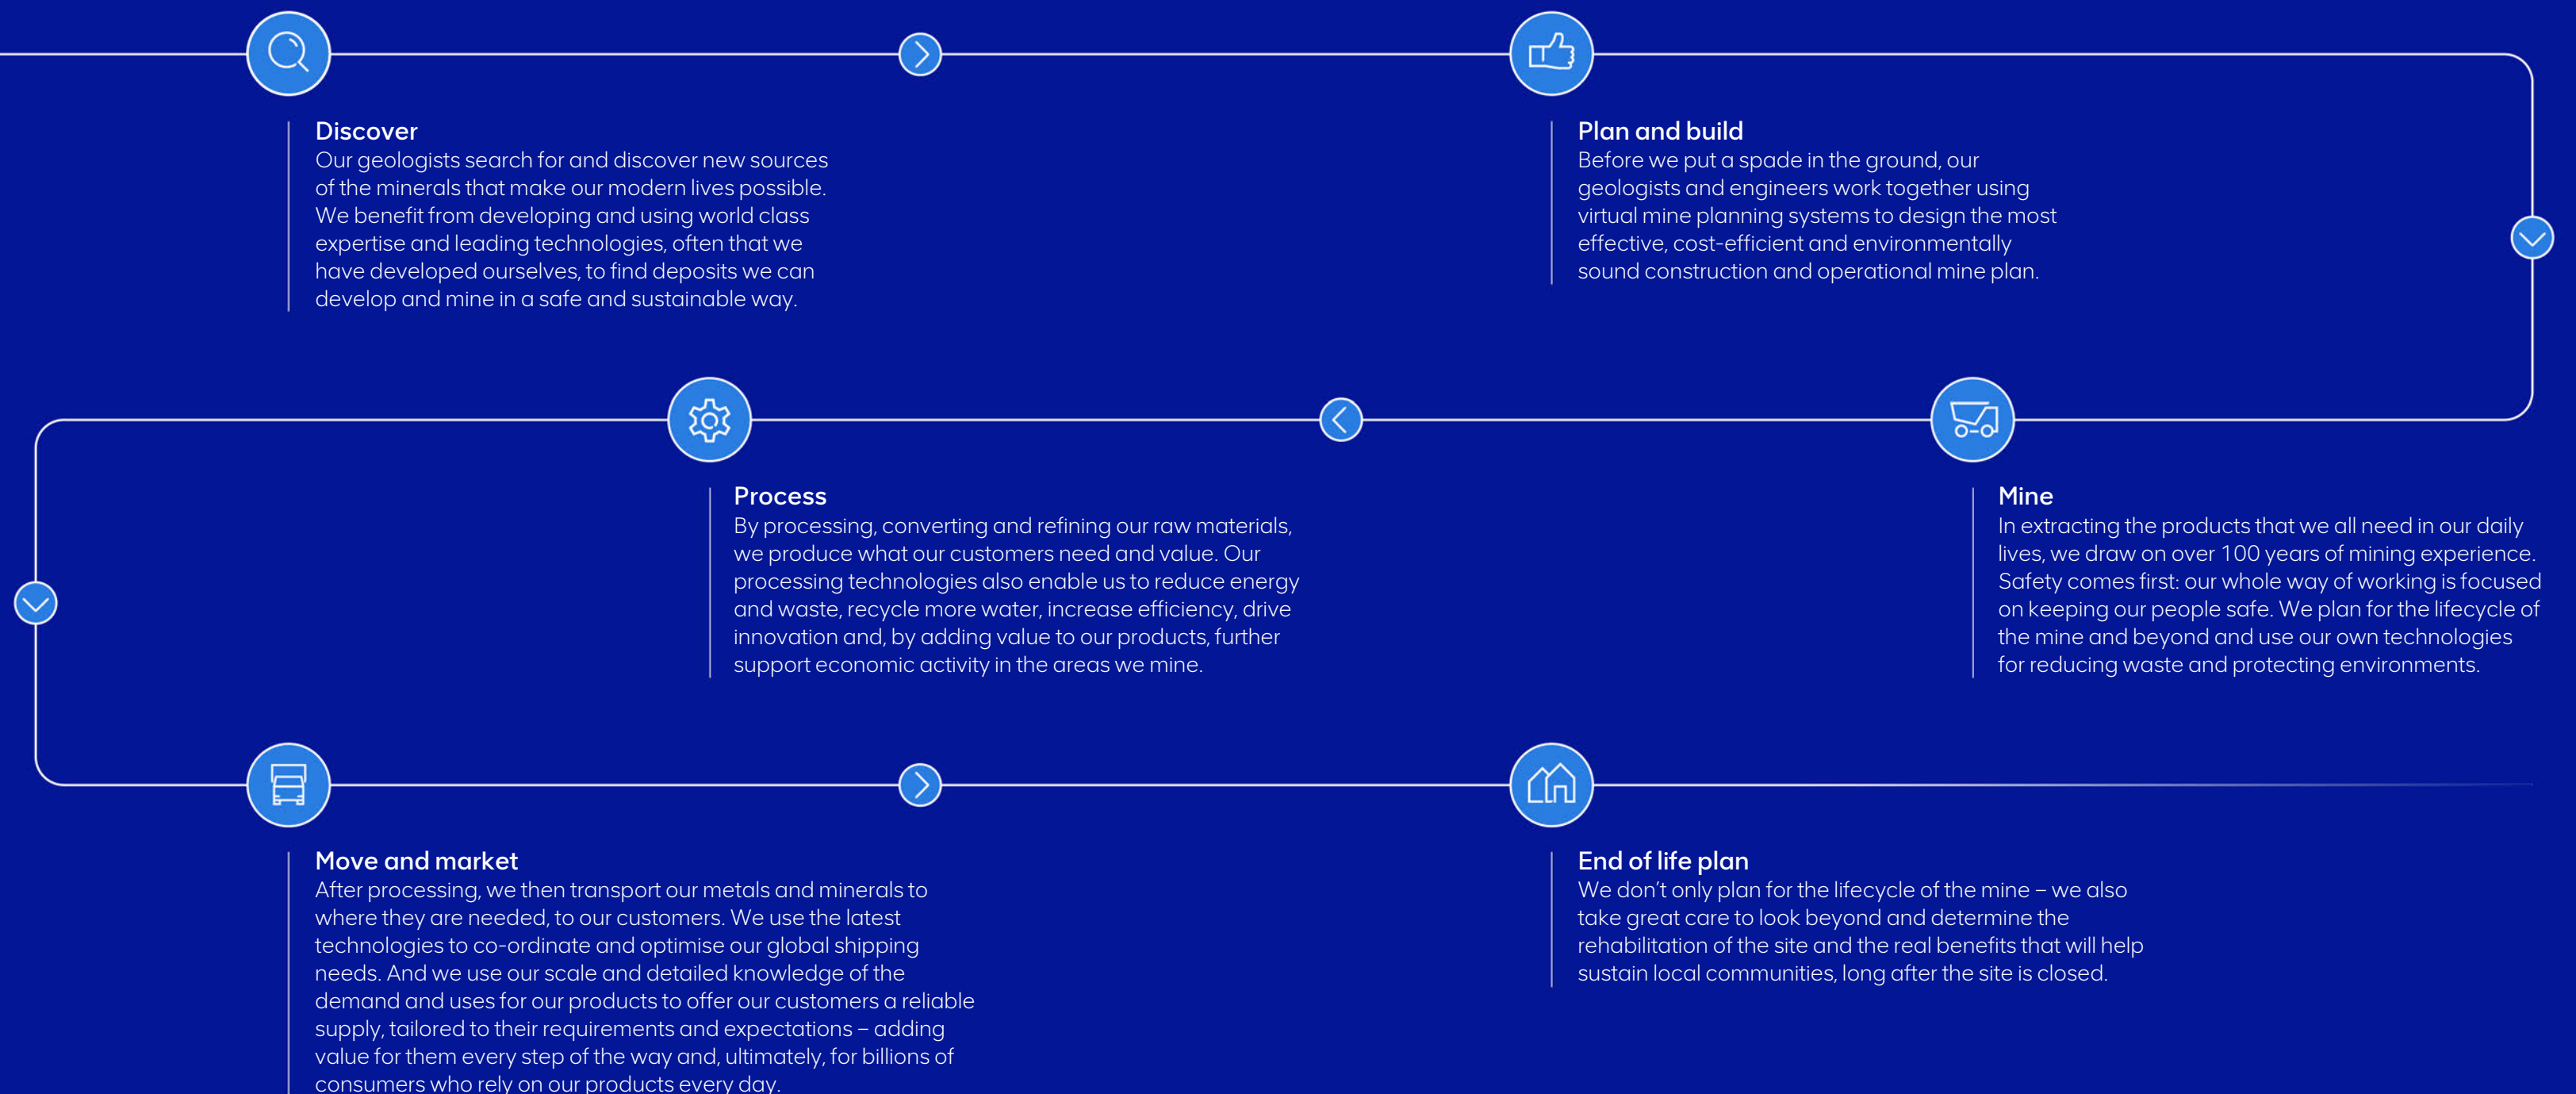 Discover
Our geologists search for and discover new sources
of the minerals that make our modern lives possible.
We benefit from developing and using world class
expertise and leading technologies, often that we
have developed ourselves, to find deposits we can
develop and mine in a safe and sustainable way.
Plan and build
Before we put a spade in the ground, our
geologists and engineers work together using
virtual mine planning systems to design the most
effective, cost-efficient and environmentally
sound construction and operational mine plan.
Mine
In extracting the products that we all need in our daily
lives, we draw on over 100 years of mining experience.
Safety comes first: our whole way of working is focused
on keeping our people safe. We plan for the lifecycle of
the mine and beyond and use our own technologies
for reducing waste and protecting environments.
Process
By processing, converting and refining our raw materials,
we produce what our customers need and value. Our
processing technologies also enable us to reduce energy
and waste, recycle more water, increase efficiency, drive
innovation and, by adding value to our products, further
support economic activity in the areas we mine.
Move and market
After processing, we then transport our metals and minerals to
where they are needed, to our customers. We use the latest
technologies to co-ordinate and optimise our global shipping
needs. And we use our scale and detailed knowledge of the
demand and uses for our products to offer our customers a reliable
supply, tailored to their requirements and expectations – adding
value for them every step of the way and, ultimately, for billions of
consumers who rely on our products every day.
End of life plan
We don’t only plan for the lifecycle of the mine – we also
take great care to look beyond and determine the
rehabilitation of the site and the real benefits that will help
sustain local communities, long after the site is closed.